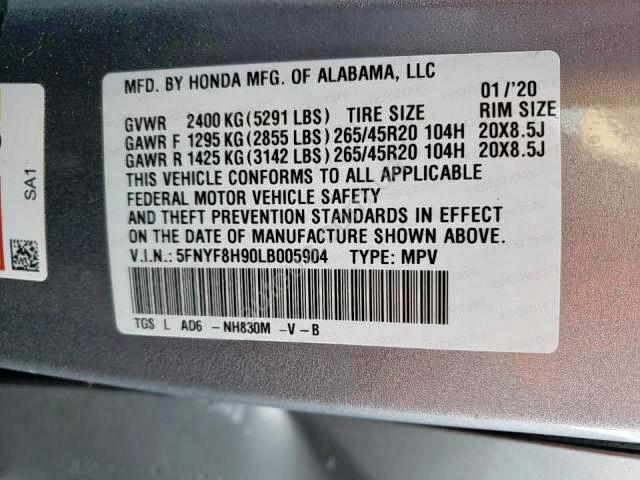 MFD. BY HONDA MFG. OF ALABAMA, LLC 01/'20
GVWR 2400 KG(5291 LBS) TIRE SIZE RIM SIZE
GAWR F 1295 KG(2855 LBS) 265/45R20 104H 20X8.5J
GAWR R 1425 KG(3142 LBS) 265/45R20 104H 20X8.5J
THIS VEHICLE CONFORMS TO ALL APPLICABLE
FEDERAL MOTOR VEHICLE SAFETY
AND THEFT PREVENTION STANDARDS IN EFFECT
ON THE DATE OF MANUFACTURE SHOWN ABOVE.
V.I.N.: 5FNYF8H90LB005904 TYPE: MPV
TGS L AD6 -NH830M -V-B
SA1